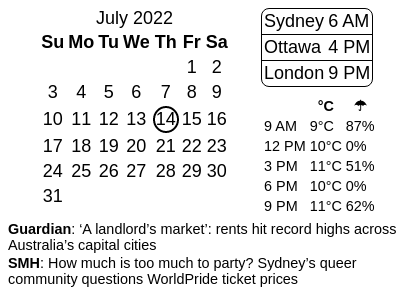 July 2022
Su Mo Tu We Th Fr Sa
1 2
3 4 5 6 7 8 9
10 11 12 13 14 15 16
17 18 19 20 21 22 23
24 25 26 27 28 29 30
31
Sydney 6 AM
Ottawa 4 PM
London 9 PM
°C ☂
9 AM 9°C 87%
12 PM 10°C 0%
3 PM 11°C 51%
6 PM 10°C 0%
9 PM 11°C 62%
Guardian: ‘A landlord’s market’: rents hit record highs across
Australia’s capital cities
SMH: How much is too much to party? Sydney’s queer
community questions WorldPride ticket prices